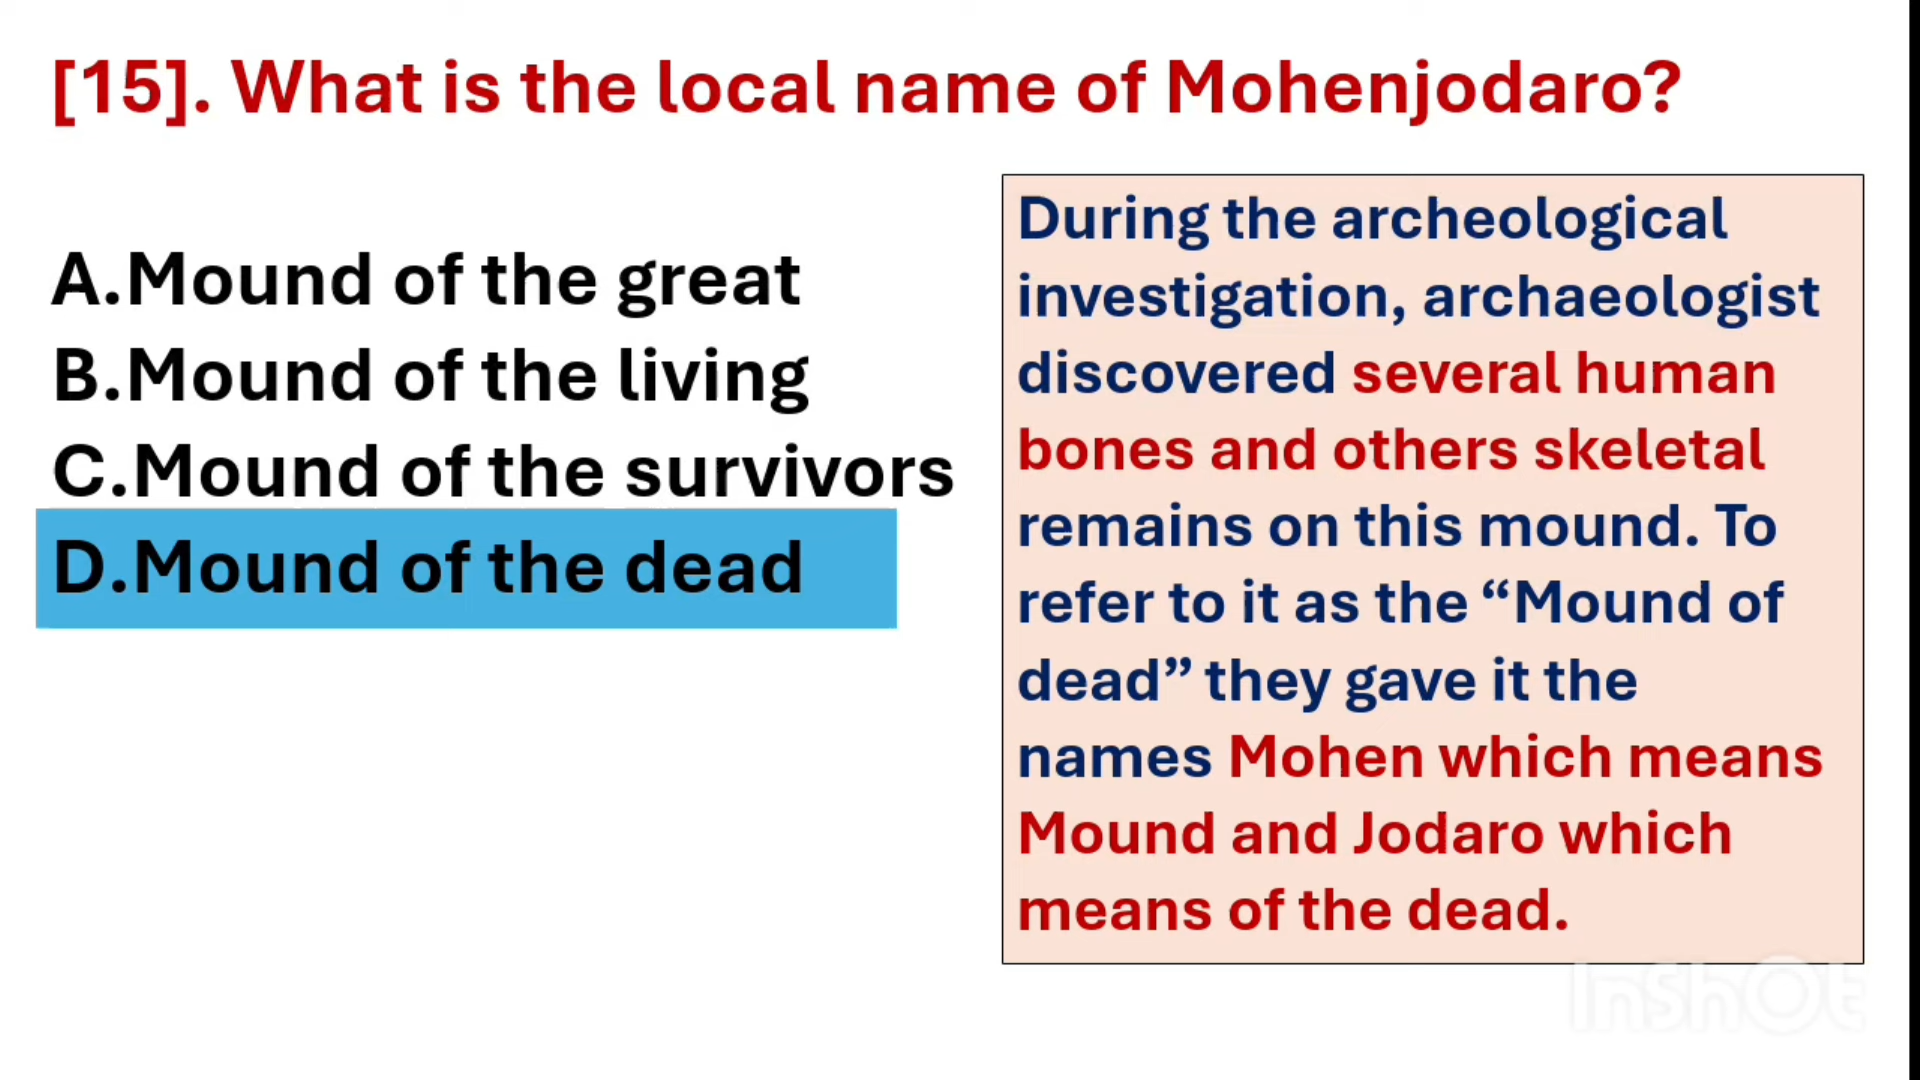 [15]. What is the local name of Mohenjodaro?
A.Mound of the great
B.Mound of the living
C.Mound of the survivors
D.Mound of the dead
During the archeological
investigation, archaeologist
discovered several human
bones and others skeletal
remains on this mound. To
refer to it as the “Mound of
dead” they gave it the
names Mohen which means
Mound and Jodaro which
means of the dead.
InShOt